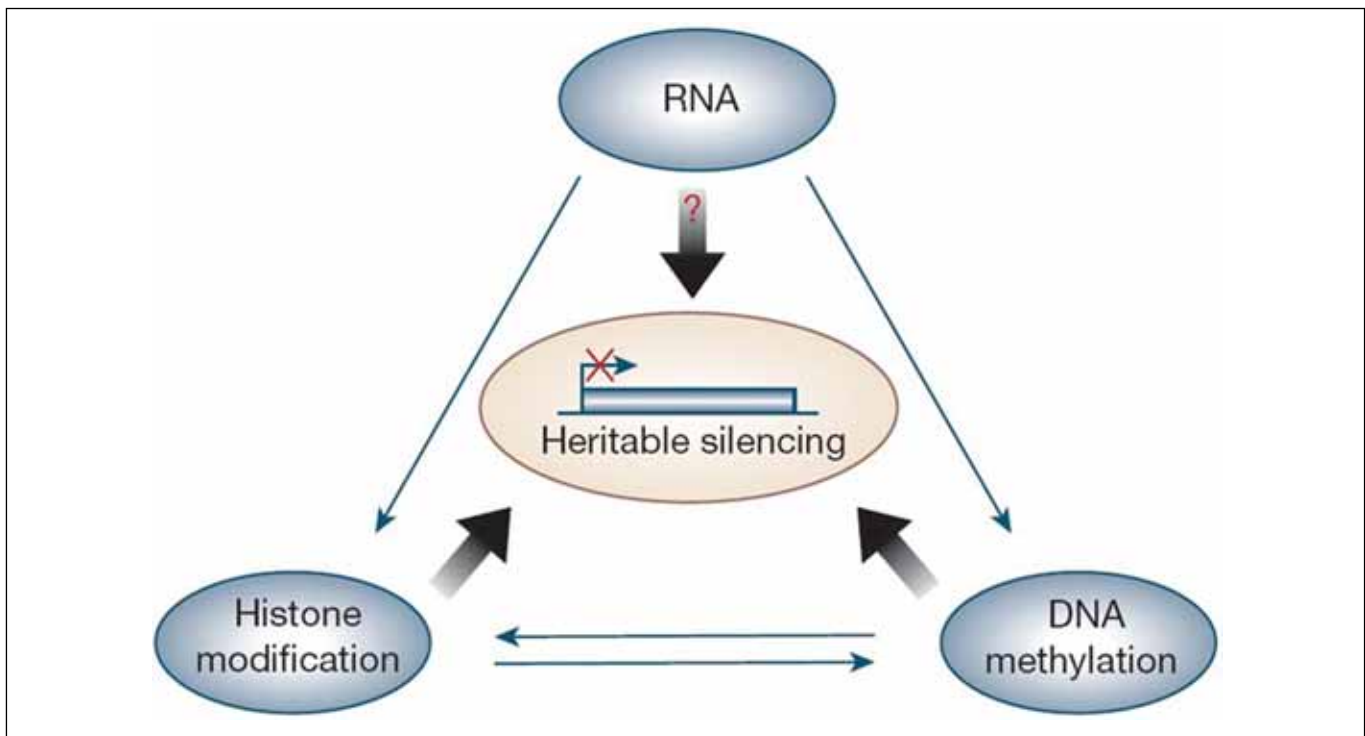 RNA
?
Heritable silencing
Histone
modification
DNA
methylation